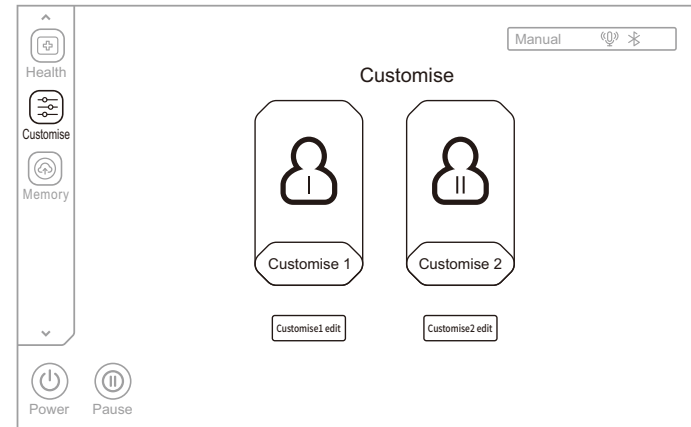 Health
Customise
Memory
Power
Pause
Manual
Customise
I
II
Customise 1
Customise 2
Customise1 edit
Customise2 edit